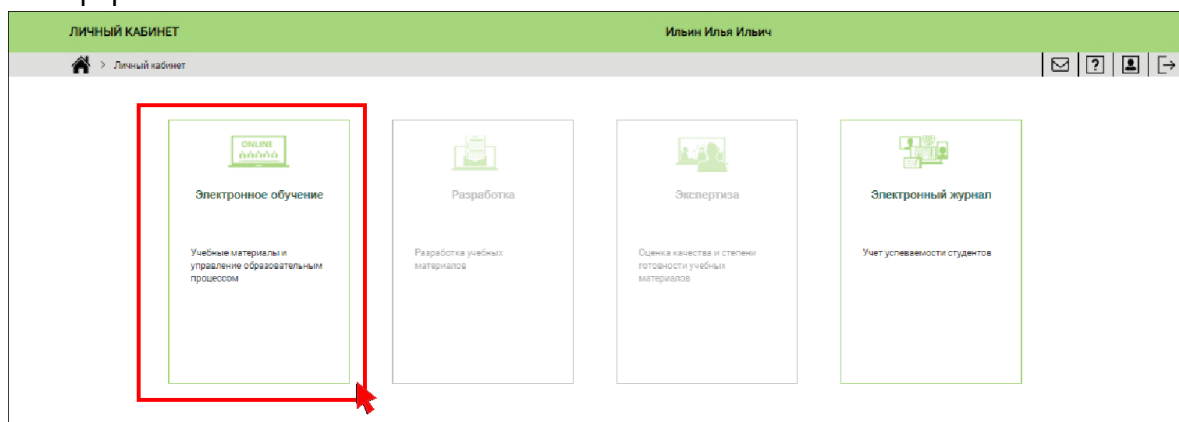 ЛИЧНЫЙ КАБИНЕТ
Ильин Илья Ильич
> Личный кабинет
?
ONLINE
Электронное обучение
Учебные материалы и
управление образовательным
процессом
Разработка
Разработка учебных
материалов
Экспертиза
Оценка качества и степени
готовности учебных
материалов
Электронный журнал
Учет успеваемости студентов